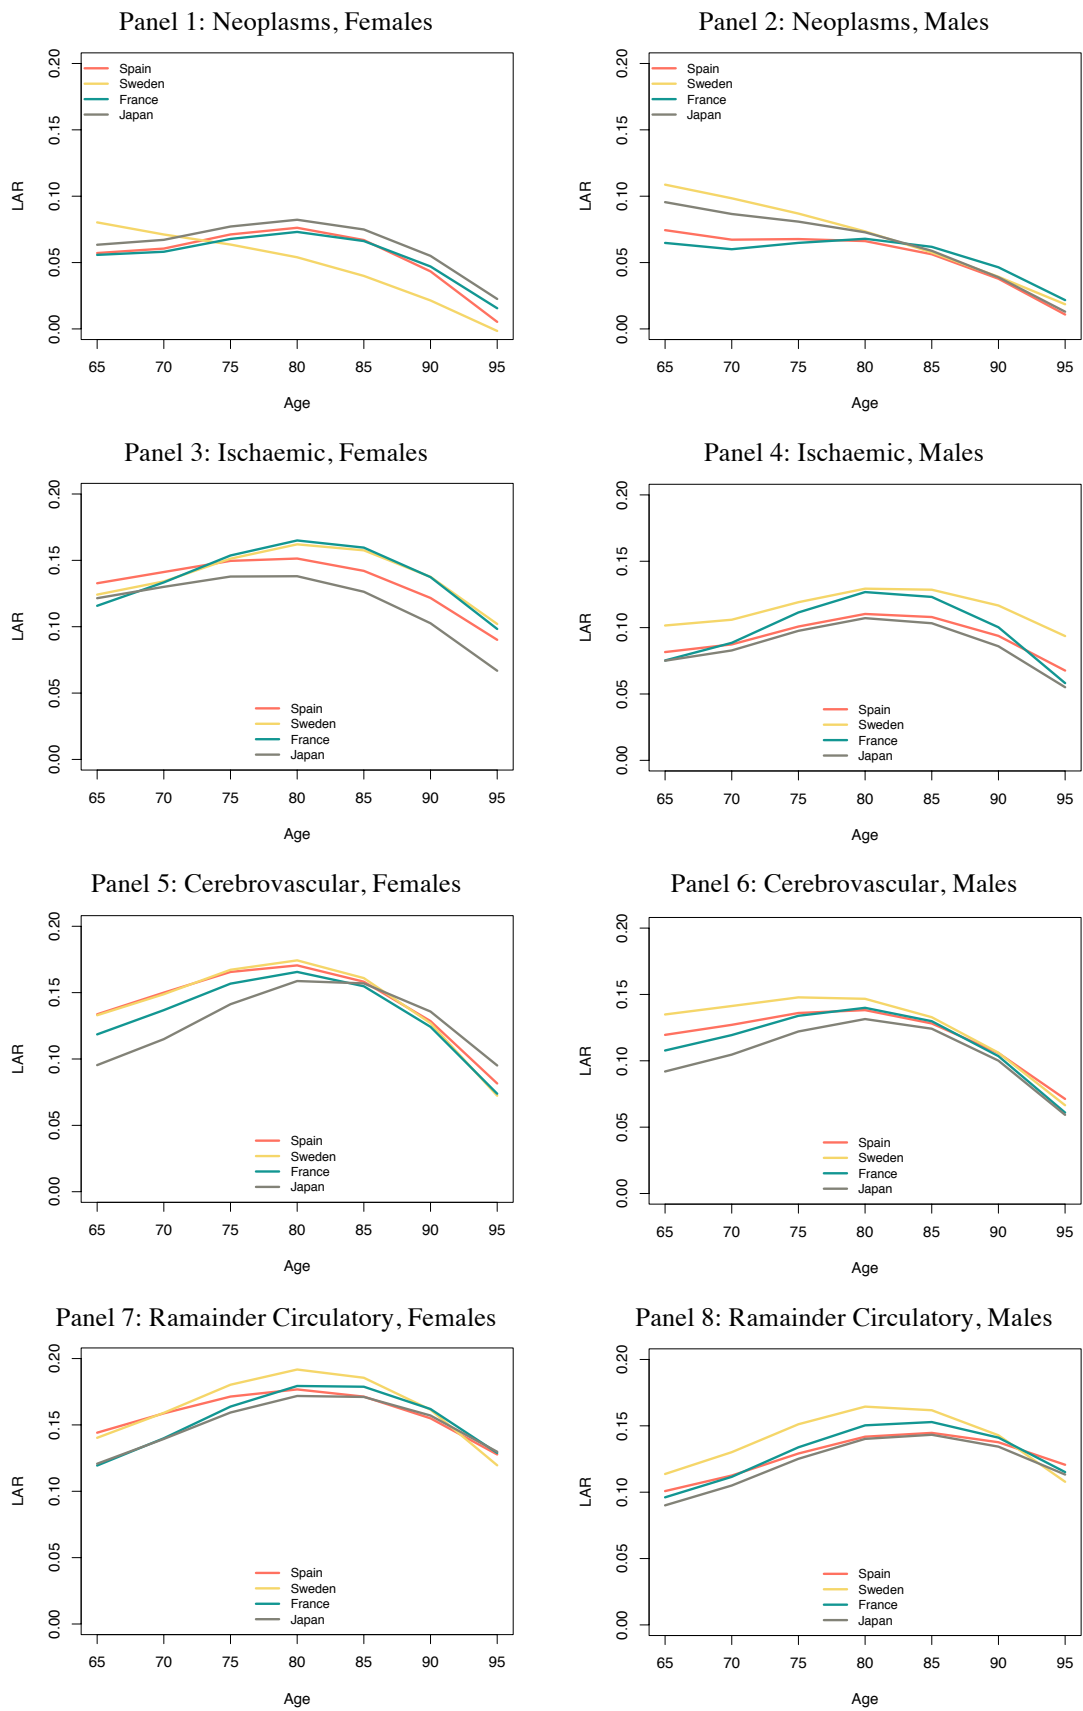 Panel 1: Neoplasms, Females
Panel 2: Neoplasms, Males
0.20
0.15
0.10
0.05
0.00
LAR
Spain
Sweden
France
Japan
65 70 75 80 85 90 95
Age
0.20
0.15
0.10
0.05
0.00
LAR
Spain
Sweden
France
Japan
65 70 75 80 85 90 95
Age
Panel 3: Ischaemic, Females
Panel 4: Ischaemic, Males
0.20
0.15
0.10
0.05
0.00
LAR
Spain
Sweden
France
Japan
65 70 75 80 85 90 95
Age
0.20
0.15
0.10
0.05
0.00
LAR
Spain
Sweden
France
Japan
65 70 75 80 85 90 95
Age
Panel 5: Cerebrovascular, Females
Panel 6: Cerebrovascular, Males
0.20
0.15
0.10
0.05
0.00
LAR
Spain
Sweden
France
Japan
65 70 75 80 85 90 95
Age
0.20
0.15
0.10
0.05
0.00
LAR
Spain
Sweden
France
Japan
65 70 75 80 85 90 95
Age
Panel 7: Ramainder Circulatory, Females
Panel 8: Ramainder Circulatory, Males
0.20
0.15
0.10
0.05
0.00
LAR
Spain
Sweden
France
Japan
65 70 75 80 85 90 95
Age
0.20
0.15
0.10
0.05
0.00
LAR
Spain
Sweden
France
Japan
65 70 75 80 85 90 95
Age